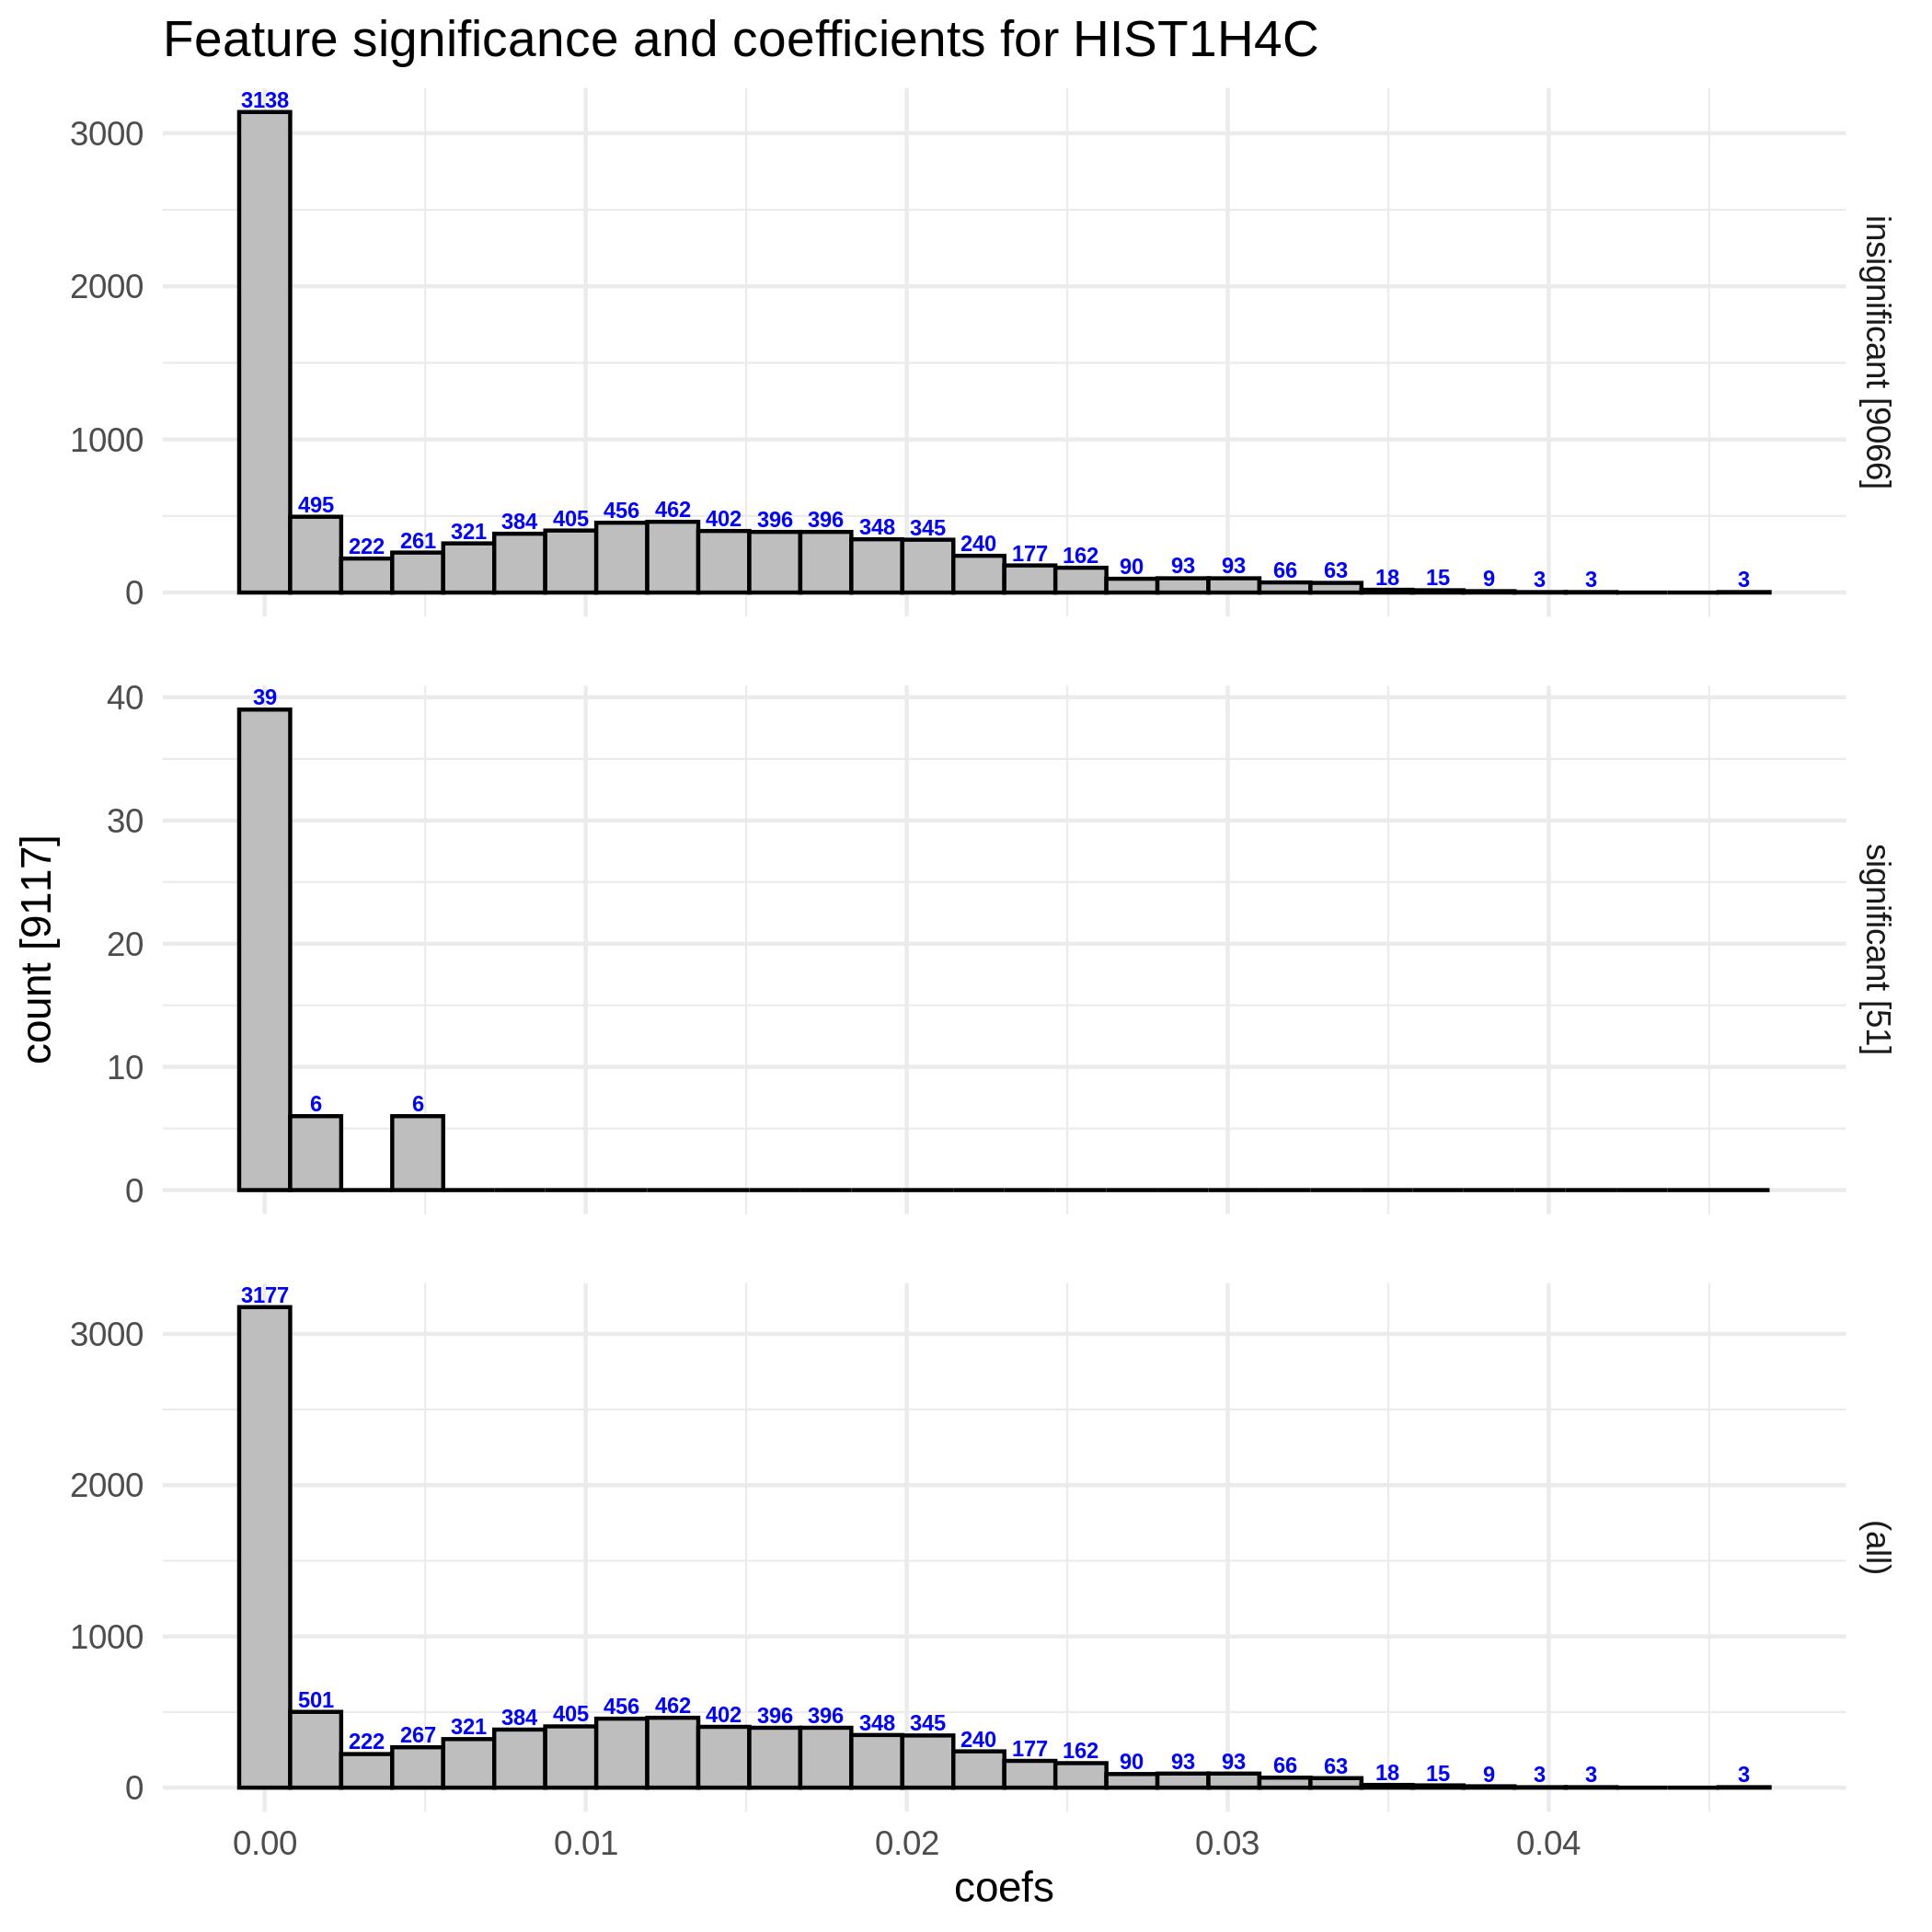 Feature significance and coefficients for HIST1H4C
3138
3000
2000
1000
0
495 222 261 321 384 405 456 462 402 396 396 348 345 240 177 162 90 93 93 66 63 18 15 9 3 3 3
insignificant [9066]
39
40
30
20
10
0
6 6
significant [51]
count [9117]
3177
3000
2000
1000
0
501 222 267 321 384 405 456 462 402 396 396 348 345 240 177 162 90 93 93 66 63 18 15 9 3 3 3
(all)
0.00 0.01 0.02 0.03 0.04
coefs